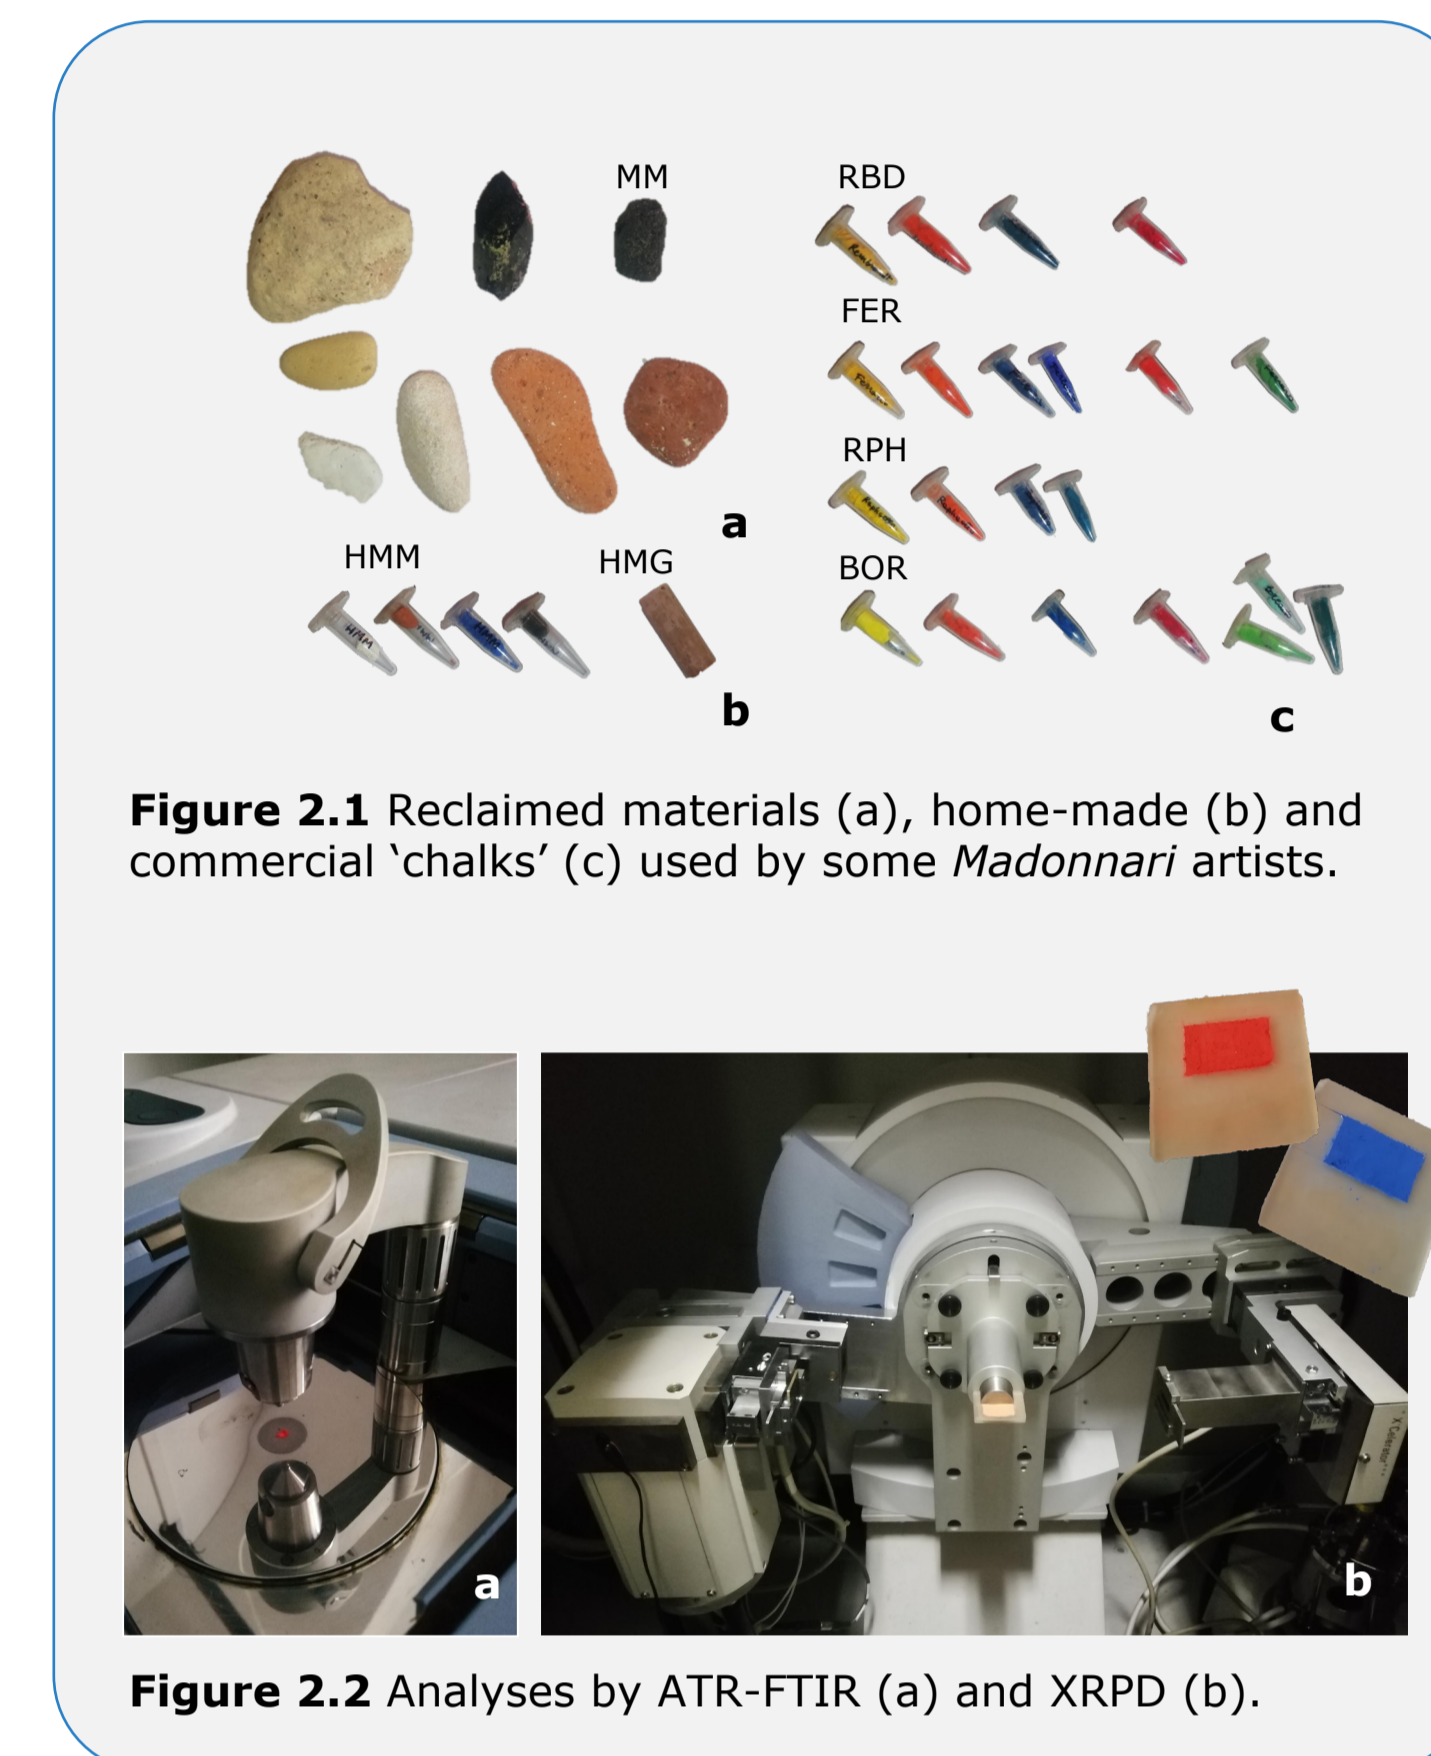 MM
a
HMM
HMG
b
RBD
FER
RPH
BOR
c
HMM
Figure 2.1 Reclaimed materials (a), home-made (b) and
commercial ‘chalks’ (c) used by some Madonnari artists.
a
b
Figure 2.2 Analyses by ATR-FTIR (a) and XRPD (b).